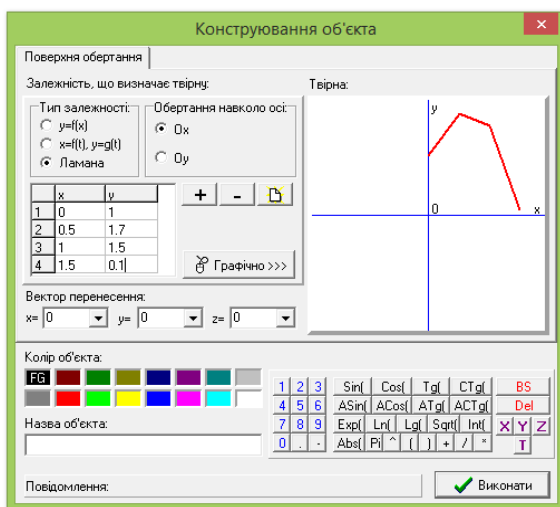 Конструювання об'єкта
Поверхня обертання
Залежність, що визначає твірну:
Тип залежності:
y=f(x)
x=f(t), y=g(t)
Ламана
Обертання навколо осі:
Ox
Oy
Твірна:
y
0
x
x y
1 0 1
2 0.5 1.7
3 1 1.5
4 1.5 0.1
+ -
Графічно >>>
Вектор перенесення:
x= 0 y= 0 z= 0
Колір об'єкта:
FG
Назва об'єкта:
1 2 3 Sin( Cos( Tg( CTg( BS
4 5 6 ASin( ACos( ATg( ACTg( Del
7 8 9 Exp( Ln( Lg( Sqrt( Int( X Y Z
0 . - Abs( Pi ^ ( ) + / * T
Повідомлення:
Виконати